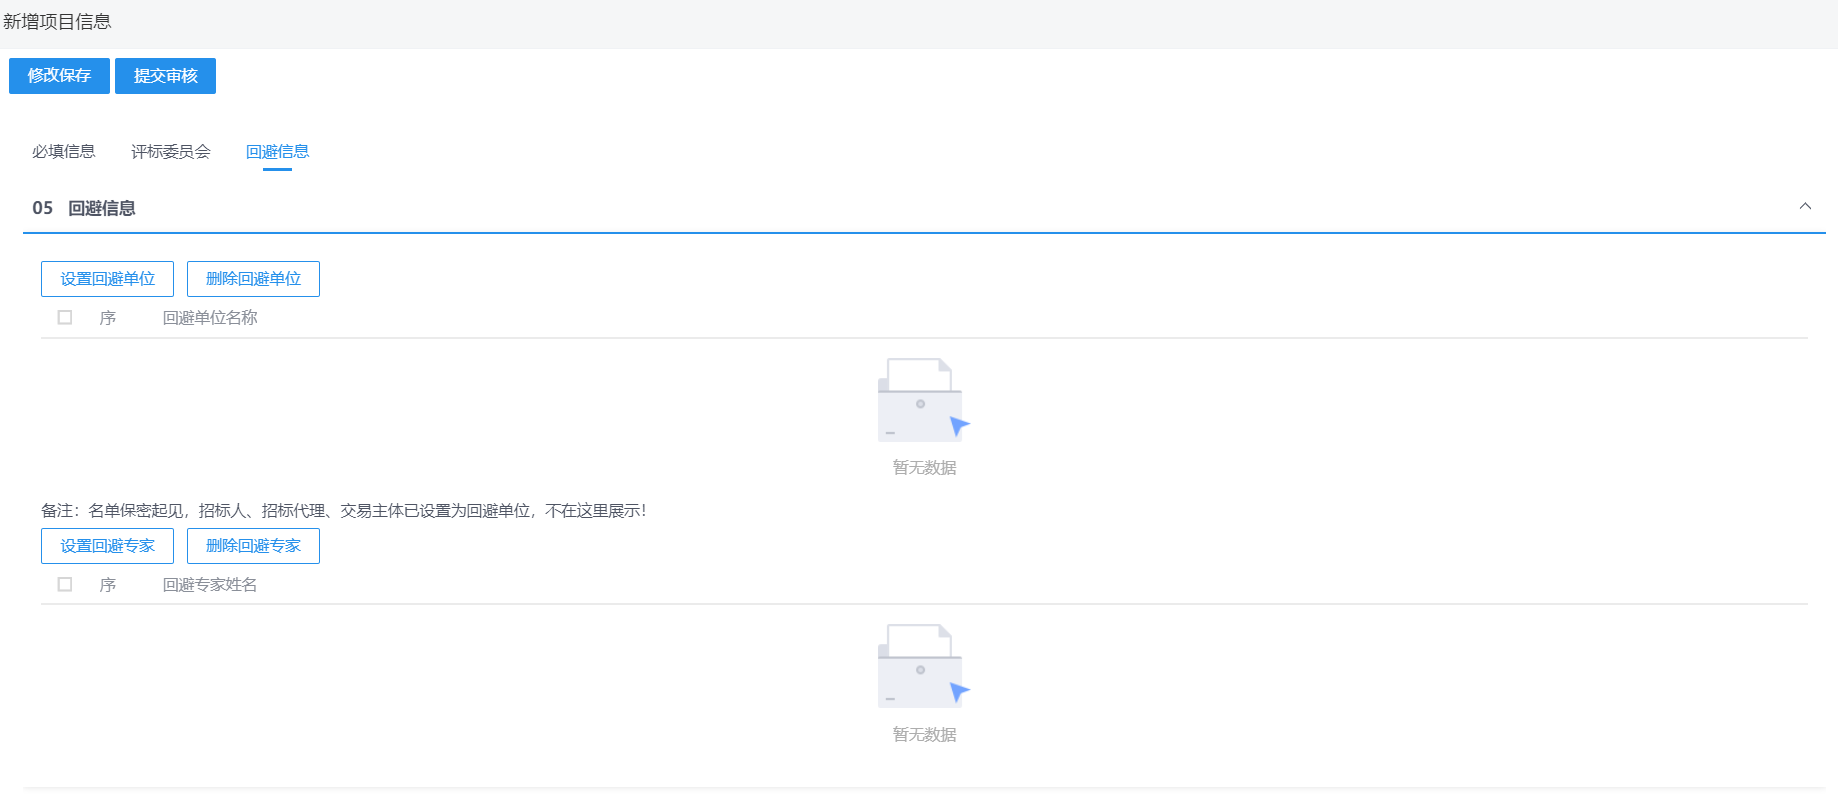 新增项目信息
修改保存 提交审核
必填信息 评标委员会 回避信息
05 回避信息
设置回避单位 删除回避单位
序 回避单位名称
暂无数据
备注：名单保密起见，招标人、招标代理、交易主体已设置为回避单位，不在这里展示！
设置回避专家 删除回避专家
序 回避专家姓名
暂无数据